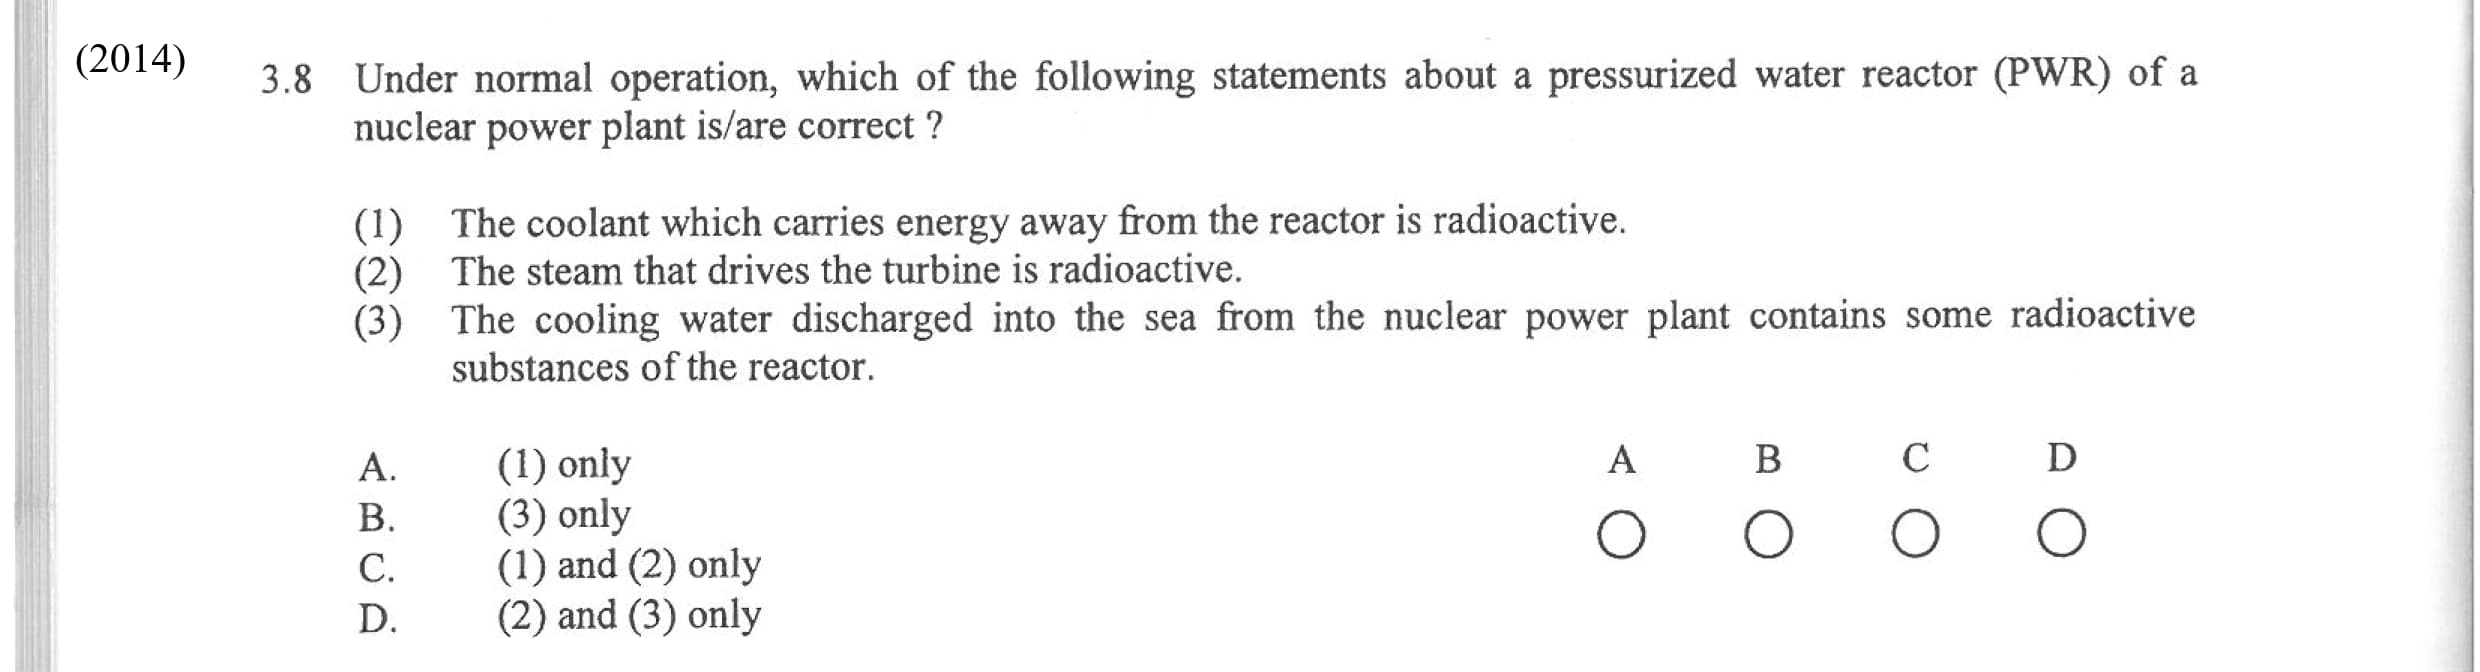 (2014)
3.8 Under normal operation, which of the following statements about a pressurized water reactor (PWR) of a
nuclear power plant is/are correct ?
(1) The coolant which carries energy away from the reactor is radioactive.
(2) The steam that drives the turbine is radioactive.
(3) The cooling water discharged into the sea from the nuclear power plant contains some radioactive
substances of the reactor.
A. (1) only
B. (3) only
C. (1) and (2) only
D. (2) and (3) only
A B C D